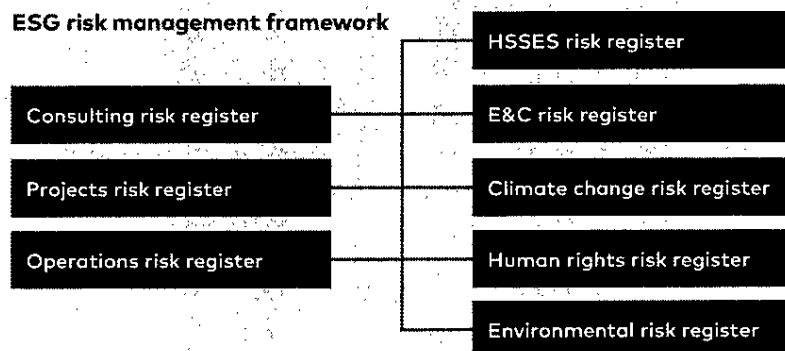 ESG risk management framework
Consulting risk register
Projects risk register
Operations risk register
HSSES risk register
E&C risk register
Climate change risk register
Human rights risk register
Environmental risk register